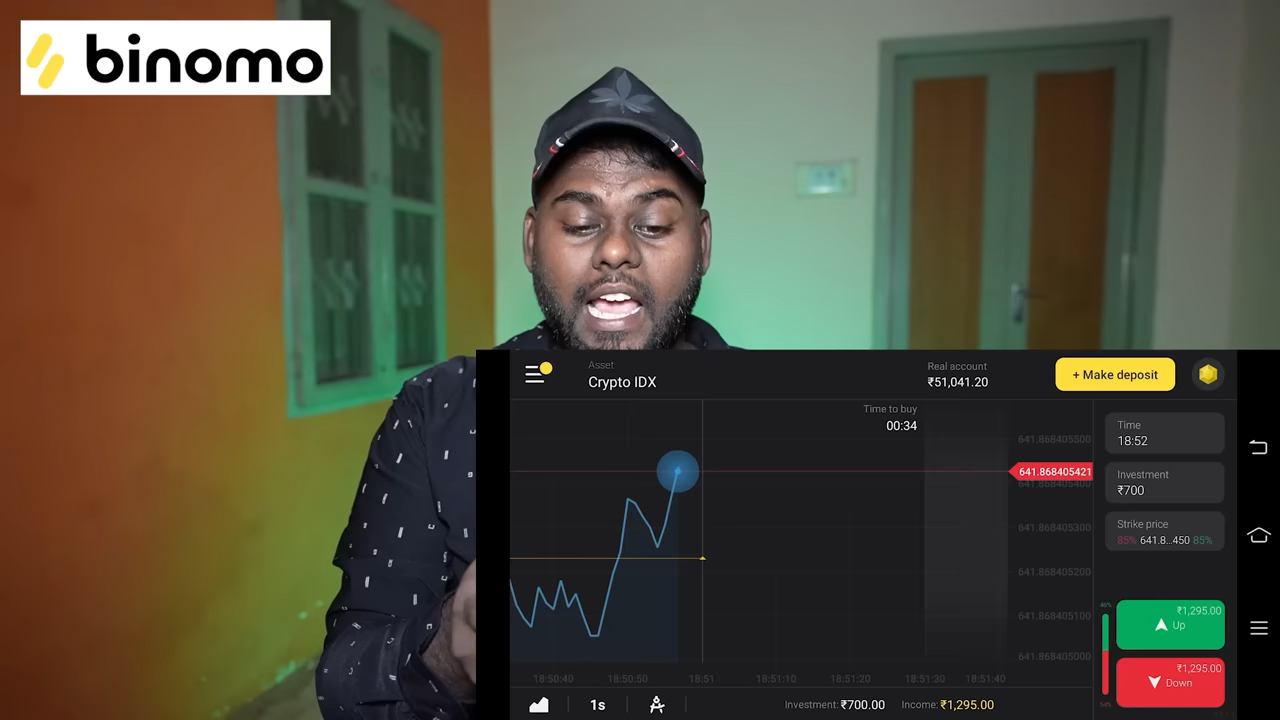 binomo
Asset
Crypto IDX
Real account
₹51,041.20
+ Make deposit
Time to buy
00:34
641.868405500
641.868405421
641.868405300
641.868405200
641.868405100
641.868405000
18:50:40
18:50:50
18:51
18:51:10
18:51:20
18:51:30
18:51:40
Time
18:52
Investment
₹700
Strike price
85% 641.8...450 85%
46%
₹1,295.00
Up
₹1,295.00
Down
54%
1s
Investment: ₹700.00
Income: ₹1,295.00